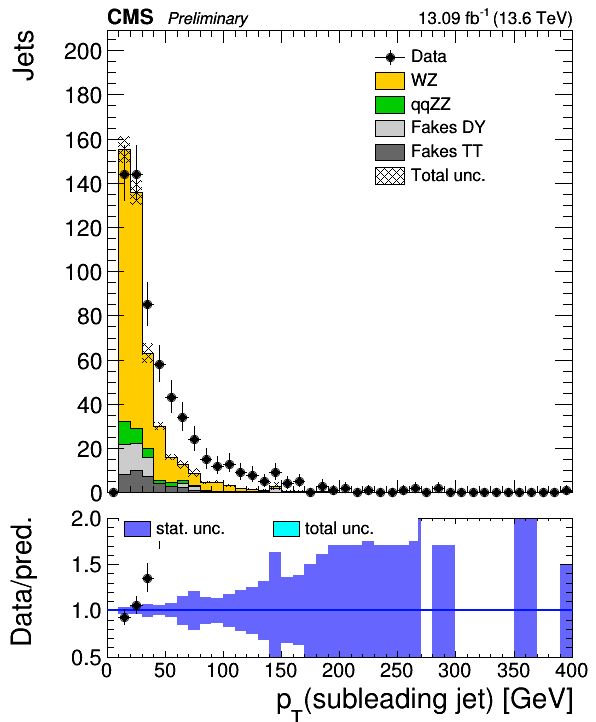 CMS Preliminary 13.09 fb-1 (13.6 TeV)
Jets
200
180
160
140
120
100
80
60
40
20
0
Data
WZ
qqZZ
Fakes DY
Fakes TT
Total unc.
Data/pred.
2.0
1.5
1.0
0.5
stat. unc.
total unc.
0 50 100 150 200 250 300 350 400
pT(subleading jet) [GeV]